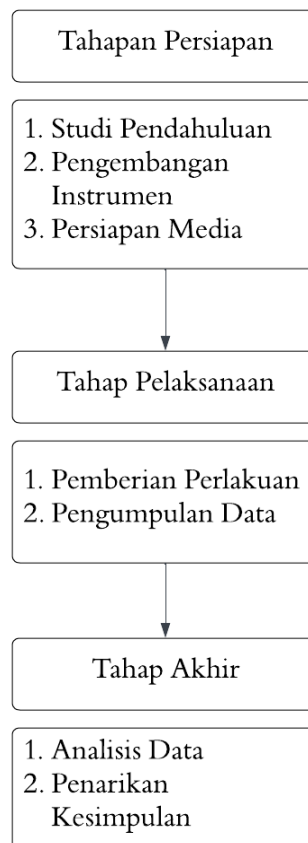 Tahapan Persiapan
1. Studi Pendahuluan
2. Pengembangan
Instrumen
3. Persiapan Media
Tahap Pelaksanaan
1. Pemberian Perlakuan
2. Pengumpulan Data
Tahap Akhir
1. Analisis Data
2. Penarikan
Kesimpulan